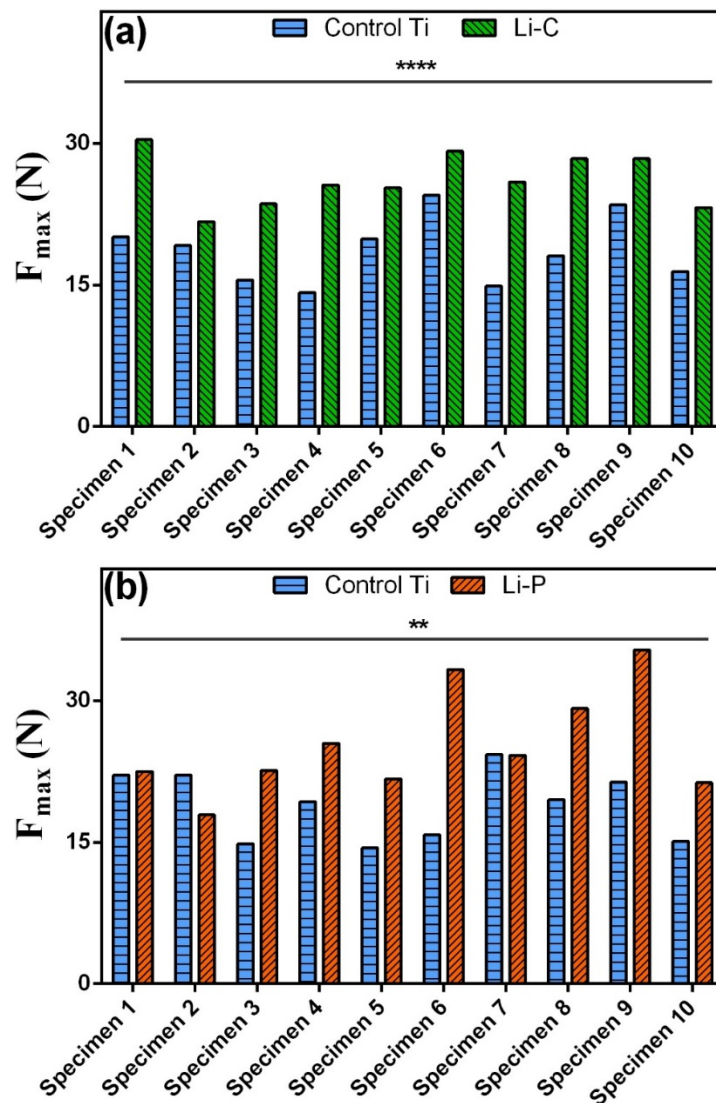 (a) Control Ti Li-C
****
30
15
0
F_max (N)
Specimen 1
Specimen 2
Specimen 3
Specimen 4
Specimen 5
Specimen 6
Specimen 7
Specimen 8
Specimen 9
Specimen 10
(b) Control Ti Li-P
**
30
15
0
F_max (N)
Specimen 1
Specimen 2
Specimen 3
Specimen 4
Specimen 5
Specimen 6
Specimen 7
Specimen 8
Specimen 9
Specimen 10